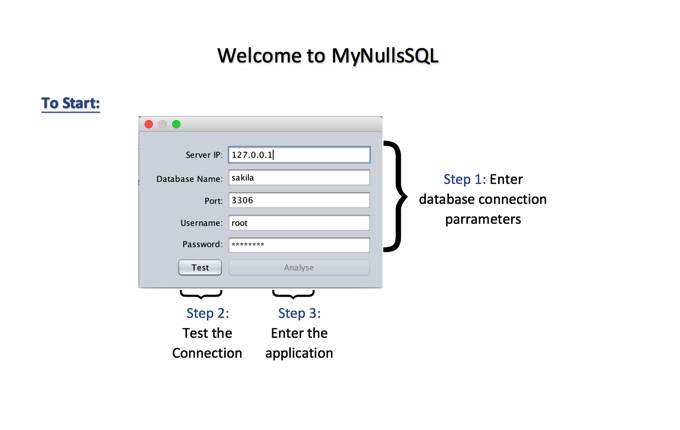 Welcome to MyNullsSQL
To Start:
Server IP: 127.0.0.1
Database Name: sakila
Port: 3306
Username: root
Password: ********
Test Analyse
Step 1: Enter
database connection
parrameters
Step 2:
Test the
Connection
Step 3:
Enter the
application